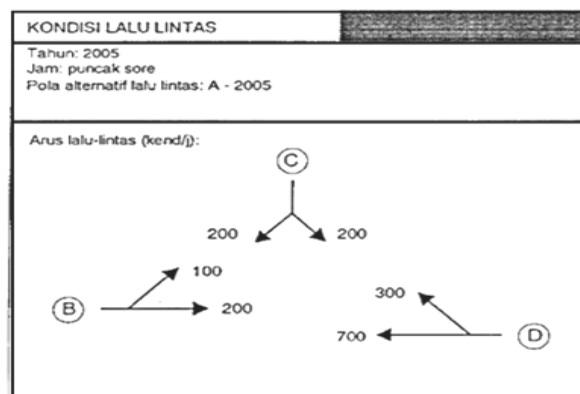 KONDISI LALU LINTAS
Tahun: 2005
Jam: puncak sore
Pola alternatif lalu lintas: A - 2005
Arus lalu-lintas (kend/j):
C
200 200
100
B 200
300
700 D